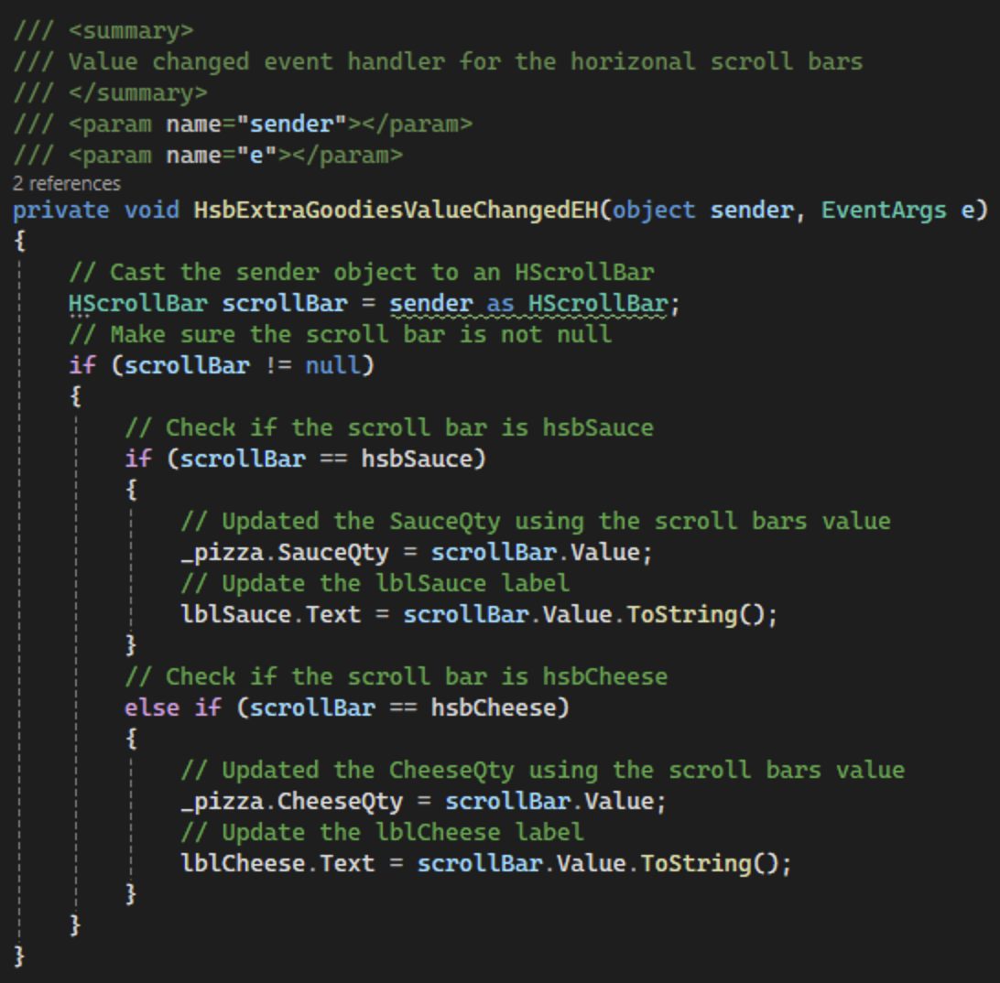 /// <summary>
/// Value changed event handler for the horizonal scroll bars
/// </summary>
/// <param name="sender"></param>
/// <param name="e"></param>
2 references
private void HsbExtraGoodiesValueChangedEH(object sender, EventArgs e)
{
    // Cast the sender object to an HScrollBar
    HScrollBar scrollBar = sender as HScrollBar;
    // Make sure the scroll bar is not null
    if (scrollBar != null)
    {
        // Check if the scroll bar is hsbSauce
        if (scrollBar == hsbSauce)
        {
            // Updated the SauceQty using the scroll bars value
            _pizza.SauceQty = scrollBar.Value;
            // Update the lblSauce label
            lblSauce.Text = scrollBar.Value.ToString();
        }
        // Check if the scroll bar is hsbCheese
        else if (scrollBar == hsbCheese)
        {
            // Updated the CheeseQty using the scroll bars value
            _pizza.CheeseQty = scrollBar.Value;
            // Update the lblCheese label
            lblCheese.Text = scrollBar.Value.ToString();
        }
    }
}